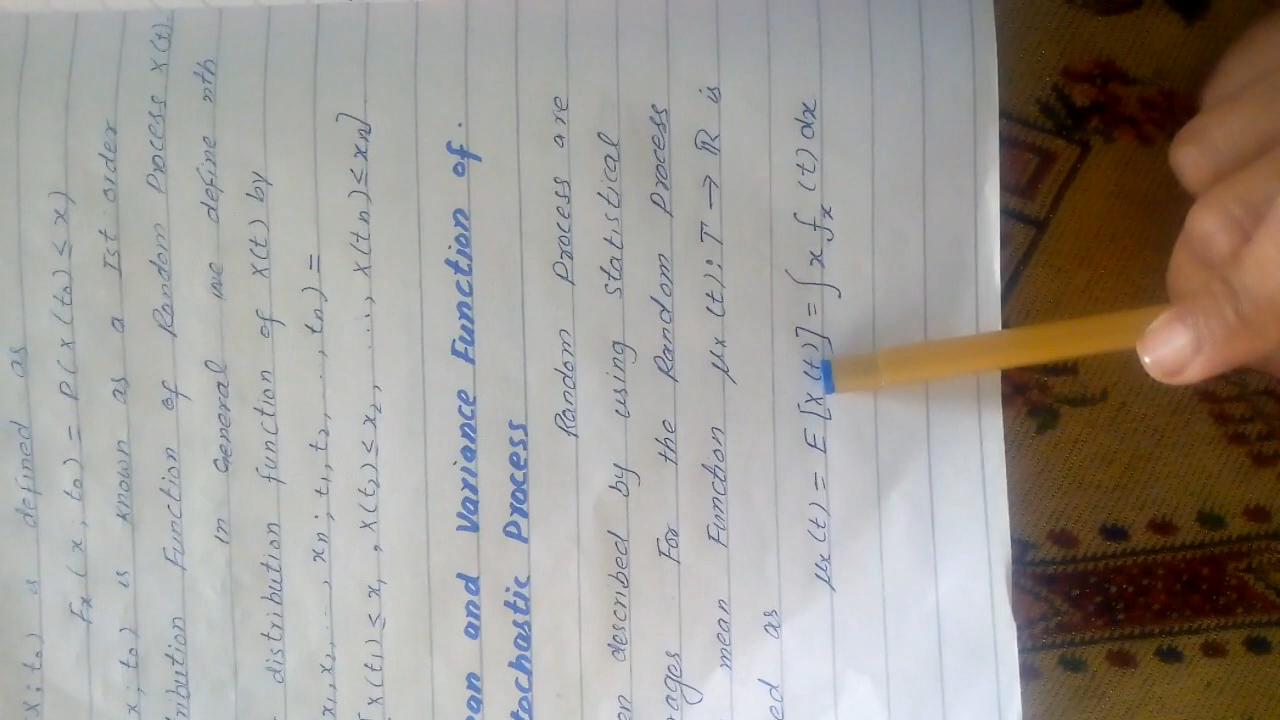 x; t₀) is defined as
Fx(x, t₀) = P(X(t₀) ≤ x)
x; t₀) is known as a Ist order
ribution Function of Random Process X(t).
in General we define nth
distribution function of X(t) by
x₁, x₂, ..., xn; t₁, t₂, ..., tn) =
[X(t₁) ≤ x₁, X(t₂) ≤ x₂, ..., X(tn) ≤ xn]
an and Variance Function of.
tochastic Process
Random Process are
en described by using statistical
ages For the Random Process
mean Function μx(t): T → ℝ is
ed as
μx(t) = E[X(t)] = ∫ x fx(t) dx